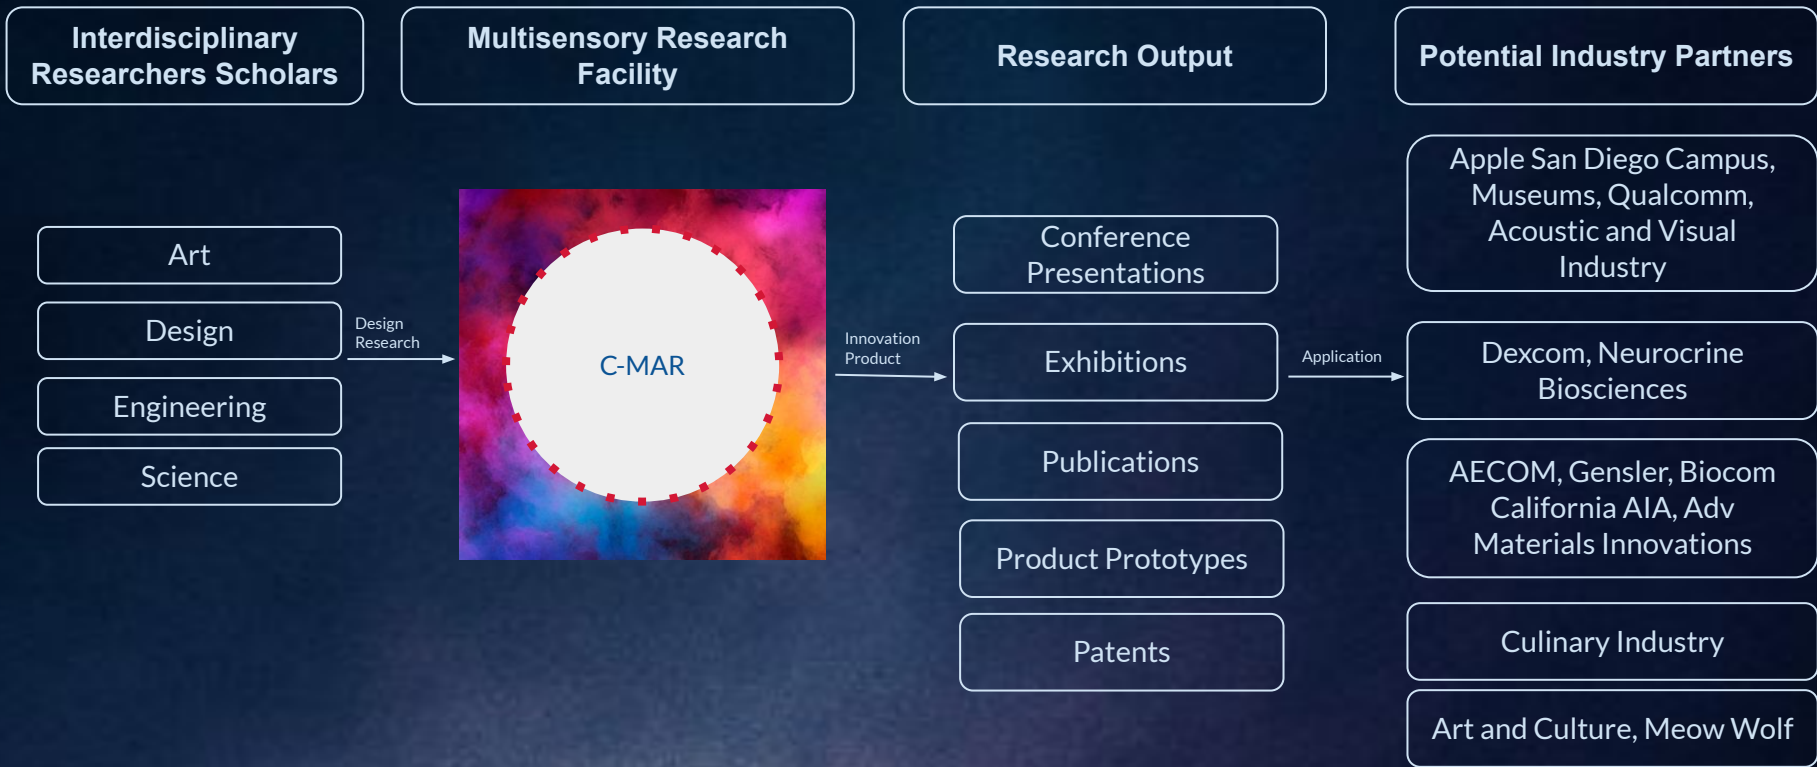 Interdisciplinary
Researchers Scholars
Multisensory Research
Facility
Research Output
Potential Industry Partners
Art
Design
Engineering
Science
Design
Research
C-MAR
Innovation
Product
Conference
Presentations
Exhibitions
Publications
Product Prototypes
Patents
Application
Apple San Diego Campus,
Museums, Qualcomm,
Acoustic and Visual
Industry
Dexcom, Neurocrine
Biosciences
AECOM, Gensler, Biocom
California AIA, Adv
Materials Innovations
Culinary Industry
Art and Culture, Meow Wolf